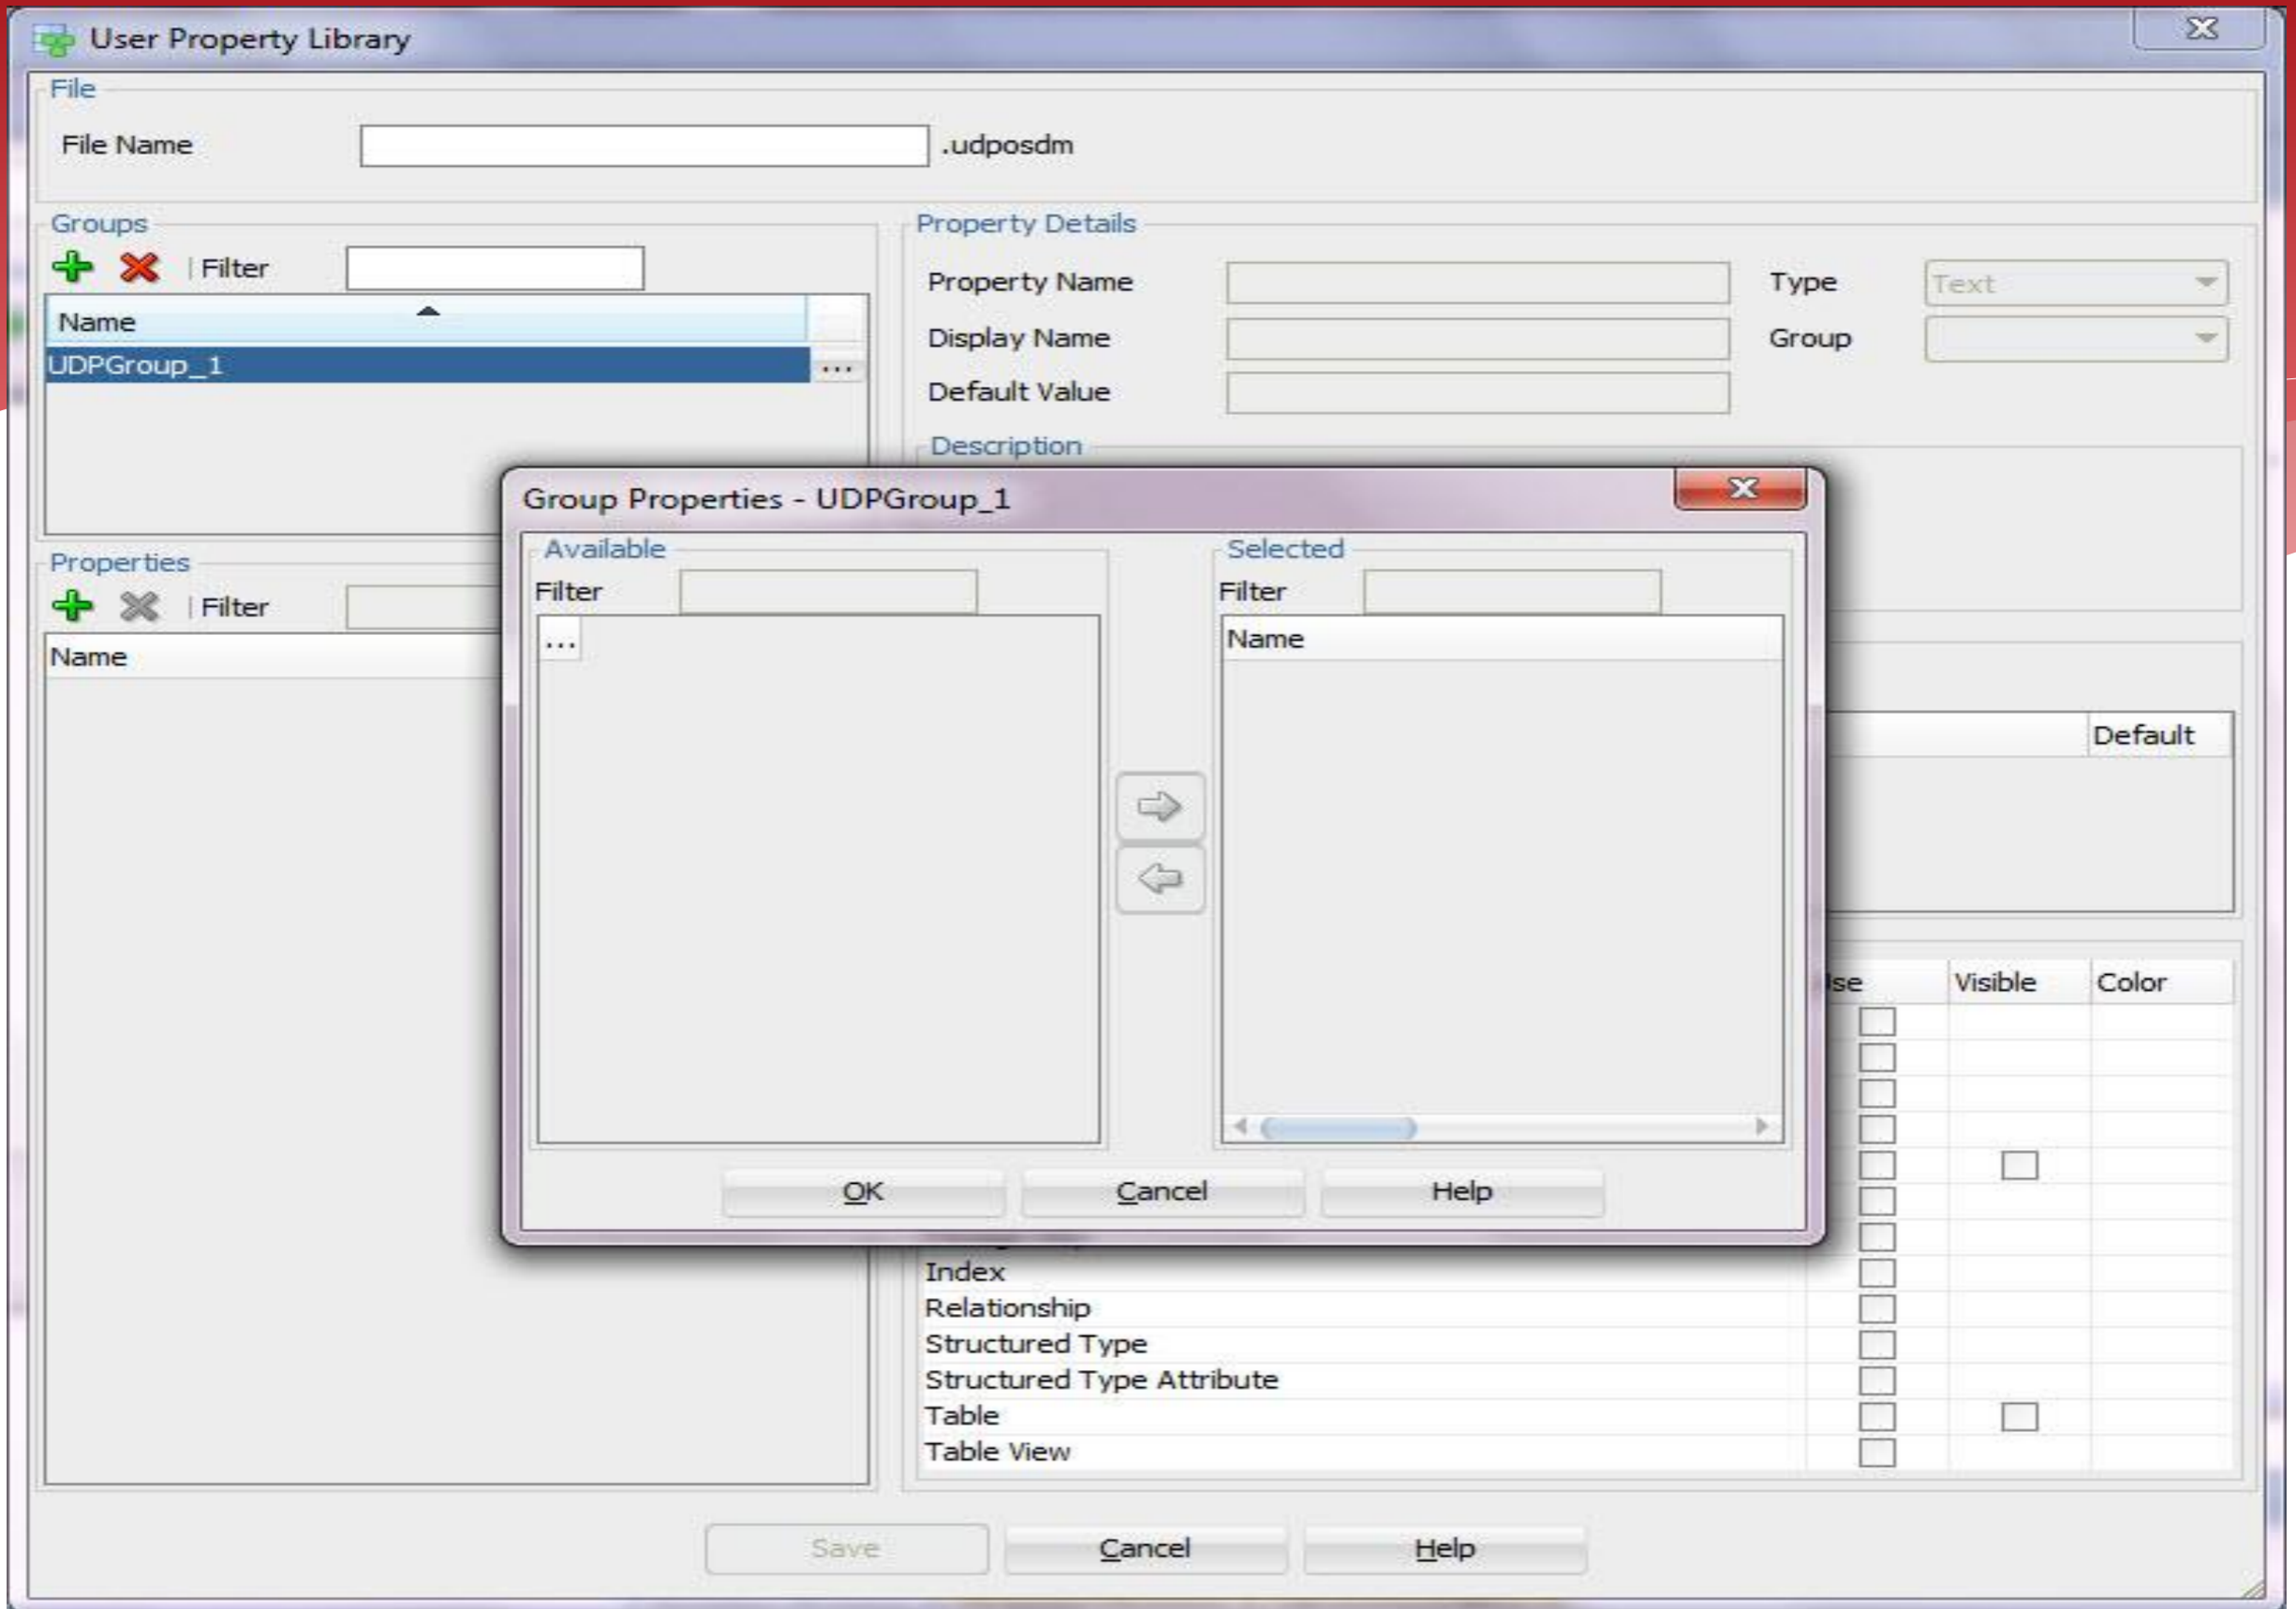 User Property Library
File
File Name .udposdm
Groups
Filter
Name
UDPGroup_1 ...
Properties
Filter
Name
Property Details
Property Name Type Text
Display Name Group
Default Value
Description
Default
Visible Color
Index
Relationship
Structured Type
Structured Type Attribute
Table
Table View
Group Properties - UDPGroup_1
Available
Filter
...
Selected
Filter
Name
OK Cancel Help
Save Cancel Help